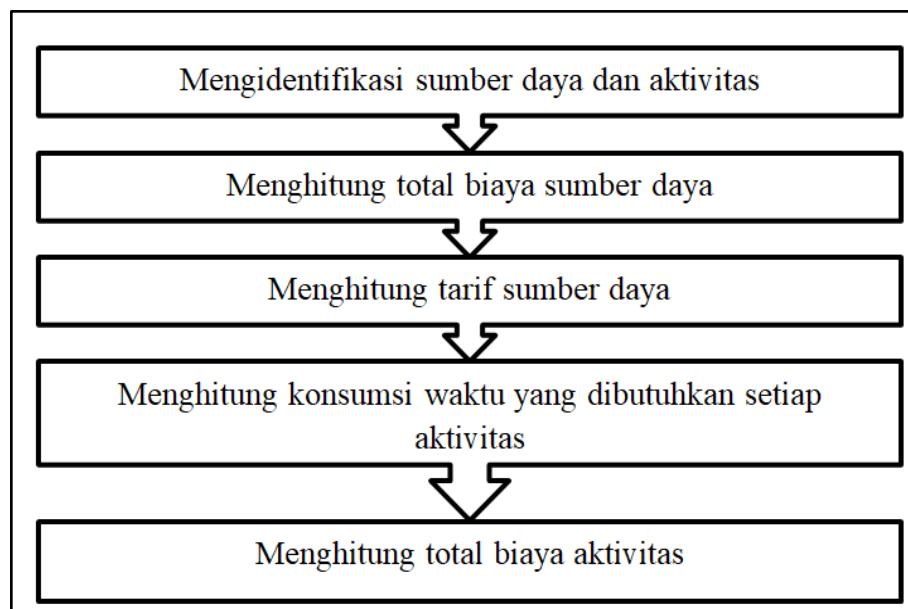 Mengidentifikasi sumber daya dan aktivitas
Menghitung total biaya sumber daya
Menghitung tarif sumber daya
Menghitung konsumsi waktu yang dibutuhkan setiap
aktivitas
Menghitung total biaya aktivitas